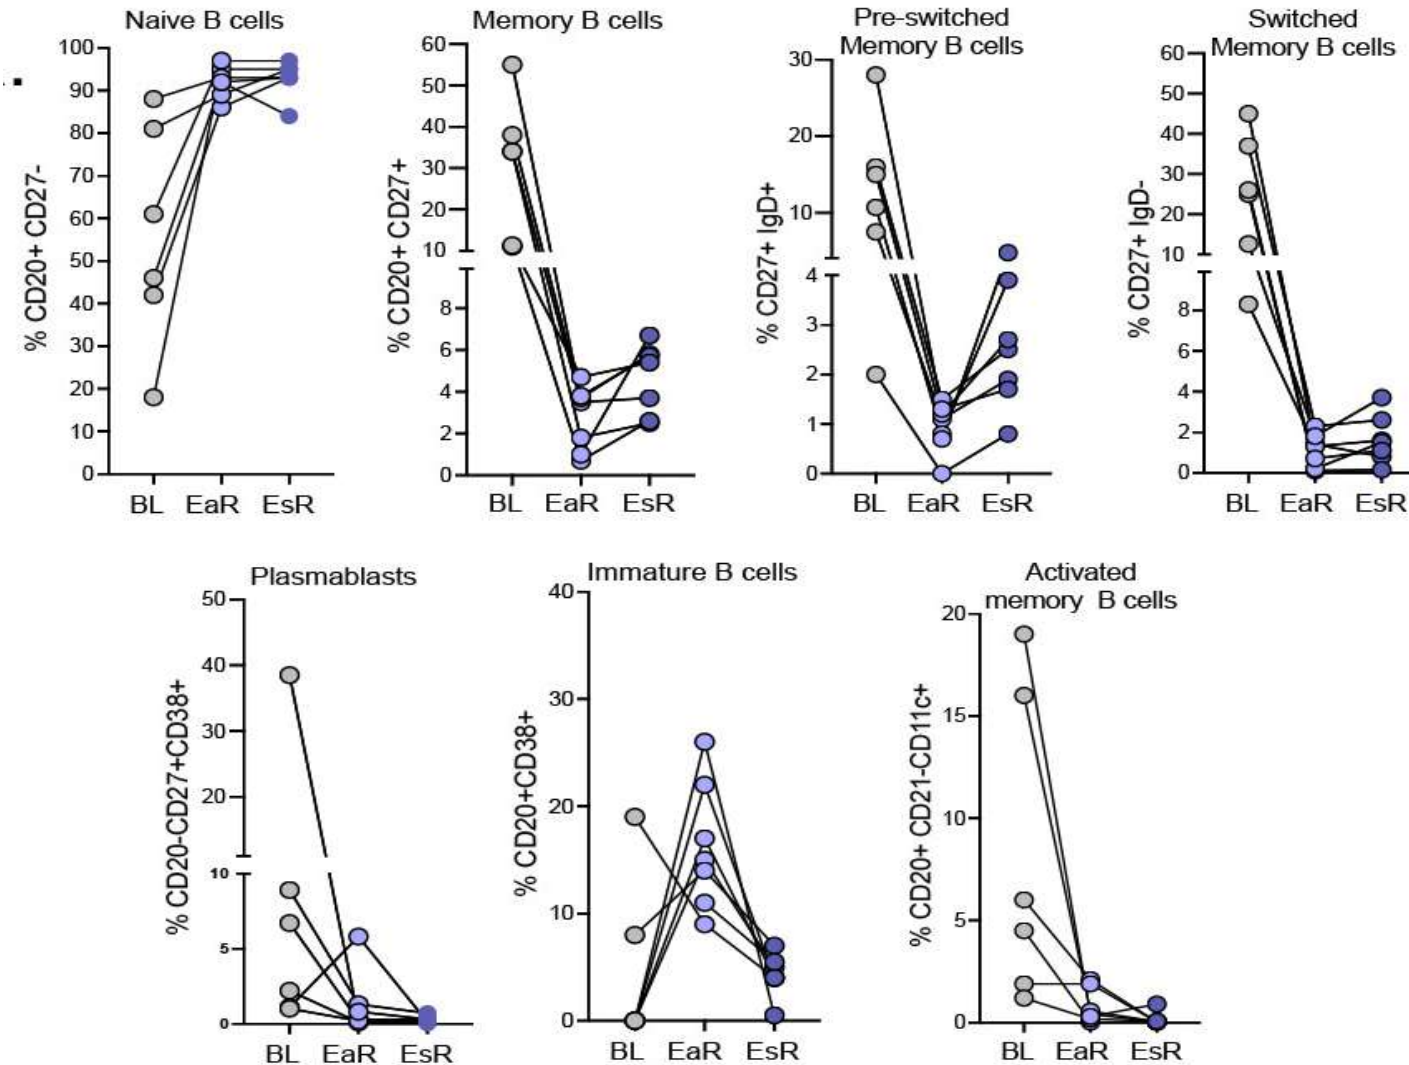 Naive B cells
% CD20+ CD27-
100
90
80
70
60
50
40
30
20
10
0
BL EaR EsR
Memory B cells
% CD20+ CD27+
60
50
40
30
20
10
8
6
4
2
0
BL EaR EsR
Pre-switched
Memory B cells
% CD27+ IgD+
30
20
10
4
3
2
1
0
BL EaR EsR
Switched
Memory B cells
% CD27+ IgD-
60
50
40
30
20
10
8
6
4
2
0
BL EaR EsR
Plasmablasts
% CD20-CD27+CD38+
50
40
30
20
10
5
0
BL EaR EsR
Immature B cells
% CD20+CD38+
40
30
20
10
0
BL EaR EsR
Activated
memory B cells
% CD20+ CD21-CD11c+
20
15
10
5
0
BL EaR EsR